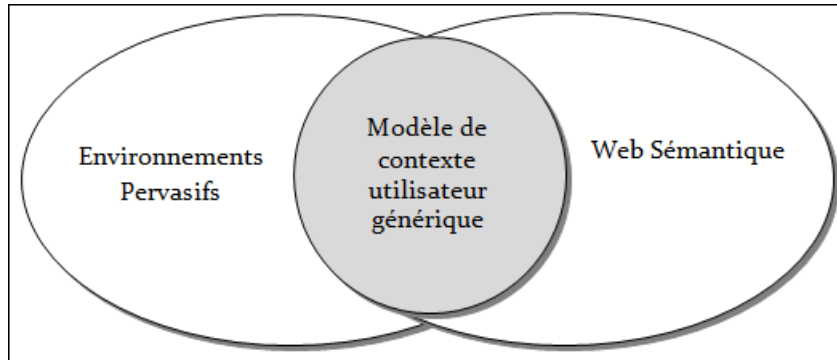 Environnements
Pervasifs
Modèle de
contexte
utilisateur
générique
Web Sémantique